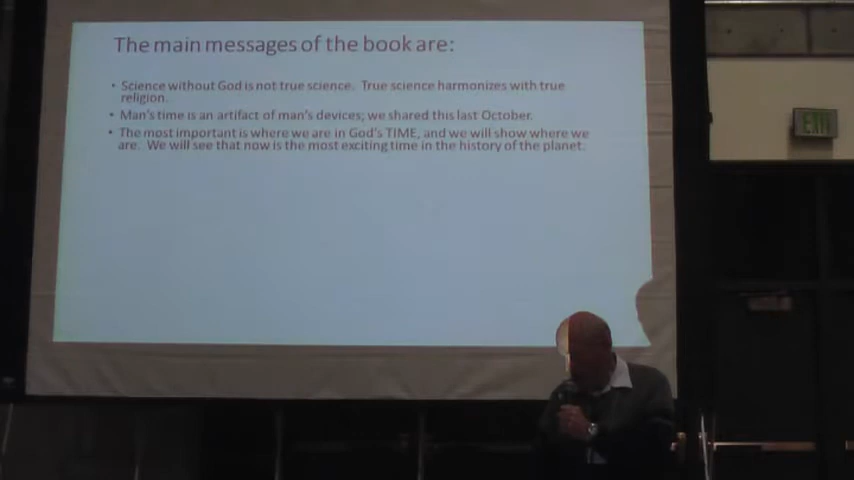 The main messages of the book are:
• Science without God is not true science. True science harmonizes with true
religion.
• Man's time is an artifact of man's devices; we shared this last October.
• The most important is where we are in God's TIME, and we will show where we
are. We will see that now is the most exciting time in the history of the planet.
EXIT